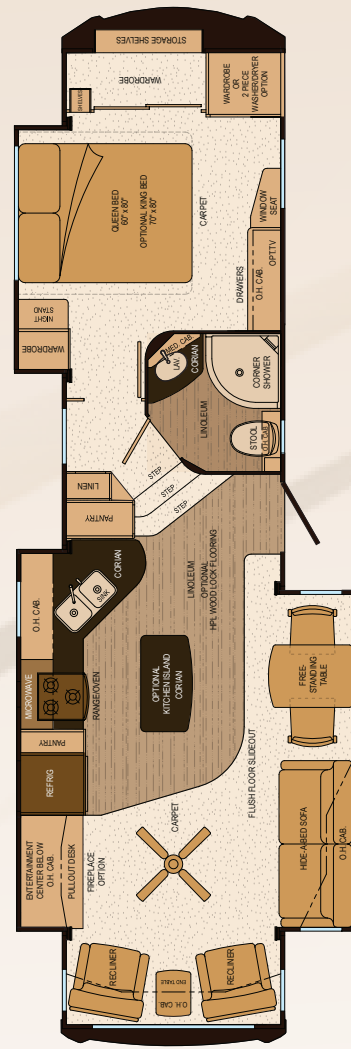 STORAGE SHELVES
WARDROBE
SHELVES
WARDROBE
OR
2 PIECE
WASHER/DRYER
OPTION
QUEEN BED
60" x 80"
OPTIONAL KING BED
70" x 80"
CARPET
WINDOW
SEAT
NIGHT
STAND
WARDROBE
DRAWERS
O.H. CAB.
OPT.TV
MED. CAB.
LAV.
CORIAN
CORNER
SHOWER
LINOLEUM
STOOL
O.H. CAB.
LINEN
PANTRY
STEP
STEP
STEP
O.H. CAB.
CORIAN
SINK
LINOLEUM
OPTIONAL
HPL WOOD LOCK FLOORING
MICROWAVE
RANGE/OVEN
OPTIONAL
KITCHEN ISLAND
CORIAN
FREE-
STANDING
TABLE
PANTRY
REFRIG
FLUSH FLOOR SLIDEOUT
ENTERTAINMENT
CENTER BELOW
O.H. CAB.
PULLOUT DESK
FIREPLACE
OPTION
CARPET
HIDE-A-BED SOFA
O.H. CAB.
RECLINER
END TABLE
O.H. CAB
RECLINER